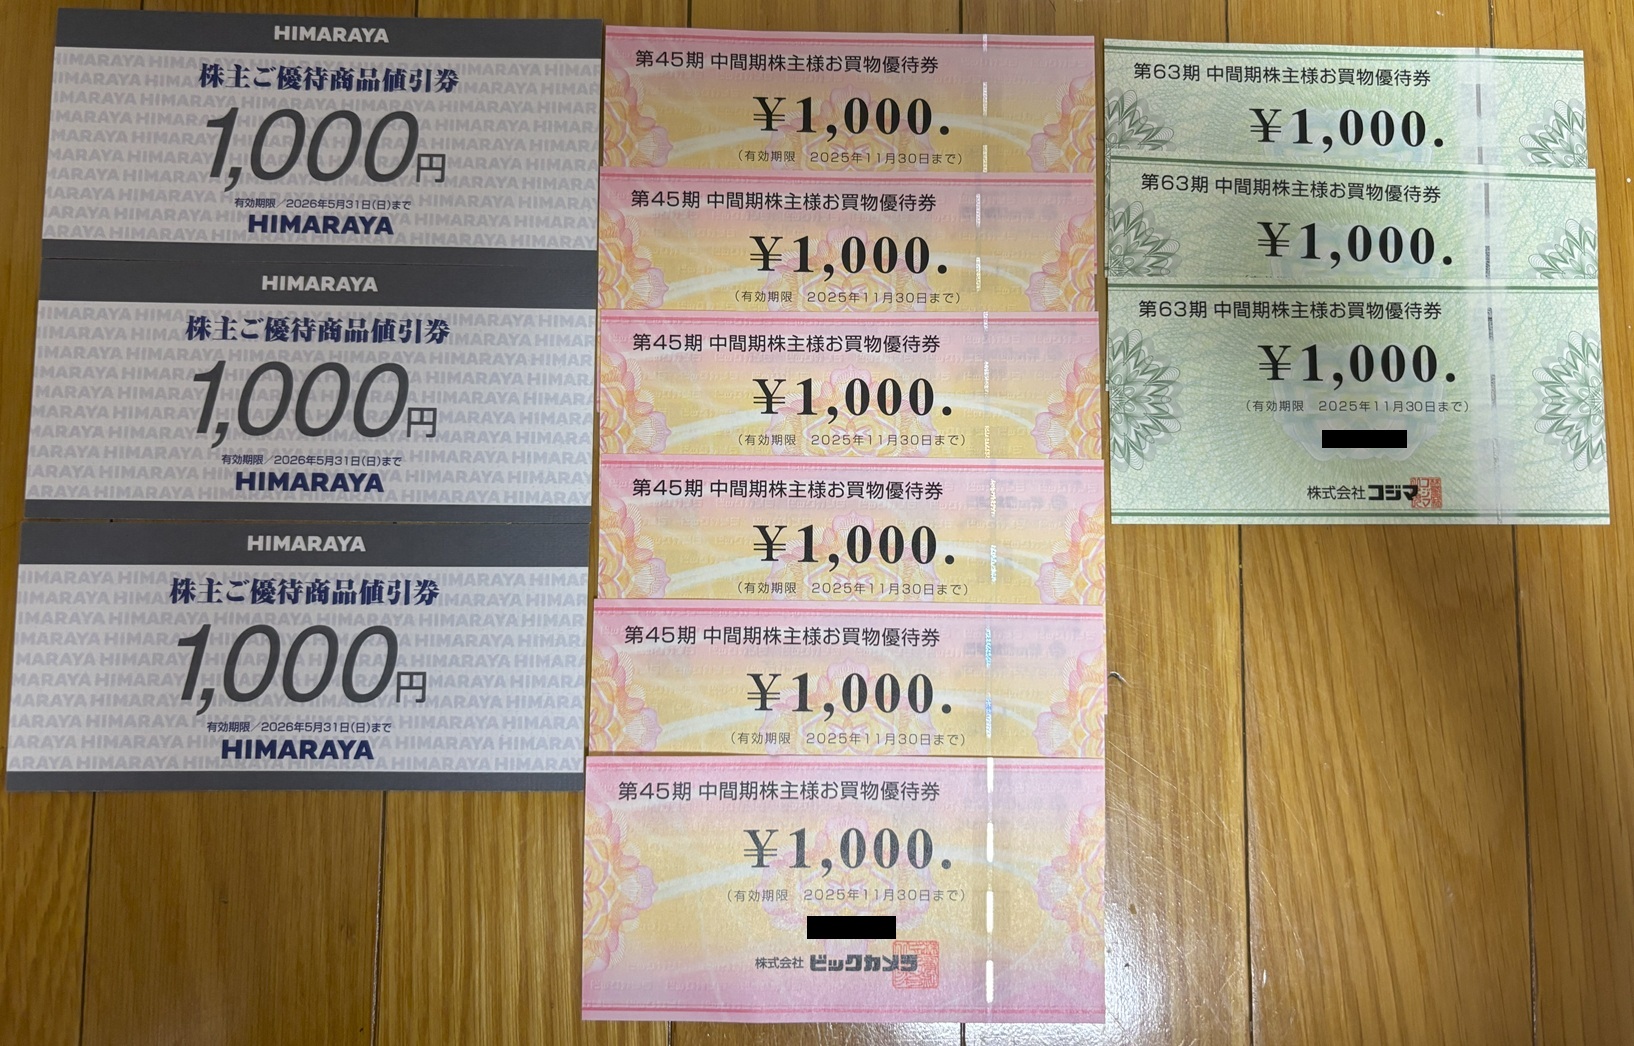 HIMARAYA
株主ご優待商品値引券
1,000円
有効期限／2026年5月31日(日)まで
HIMARAYA
HIMARAYA
株主ご優待商品値引券
1,000円
有効期限／2026年5月31日(日)まで
HIMARAYA
HIMARAYA
株主ご優待商品値引券
1,000円
有効期限／2026年5月31日(日)まで
HIMARAYA
第45期 中間期株主様お買物優待券
￥1,000.
(有効期限 2025年11月30日まで)
第45期 中間期株主様お買物優待券
￥1,000.
(有効期限 2025年11月30日まで)
第45期 中間期株主様お買物優待券
￥1,000.
(有効期限 2025年11月30日まで)
第45期 中間期株主様お買物優待券
￥1,000.
(有効期限 2025年11月30日まで)
第45期 中間期株主様お買物優待券
￥1,000.
(有効期限 2025年11月30日まで)
第45期 中間期株主様お買物優待券
￥1,000.
(有効期限 2025年11月30日まで)
株式会社 ビックカメラ
第63期 中間期株主様お買物優待券
￥1,000.
第63期 中間期株主様お買物優待券
￥1,000.
第63期 中間期株主様お買物優待券
￥1,000.
(有効期限 2025年11月30日まで)
株式会社 コジマ